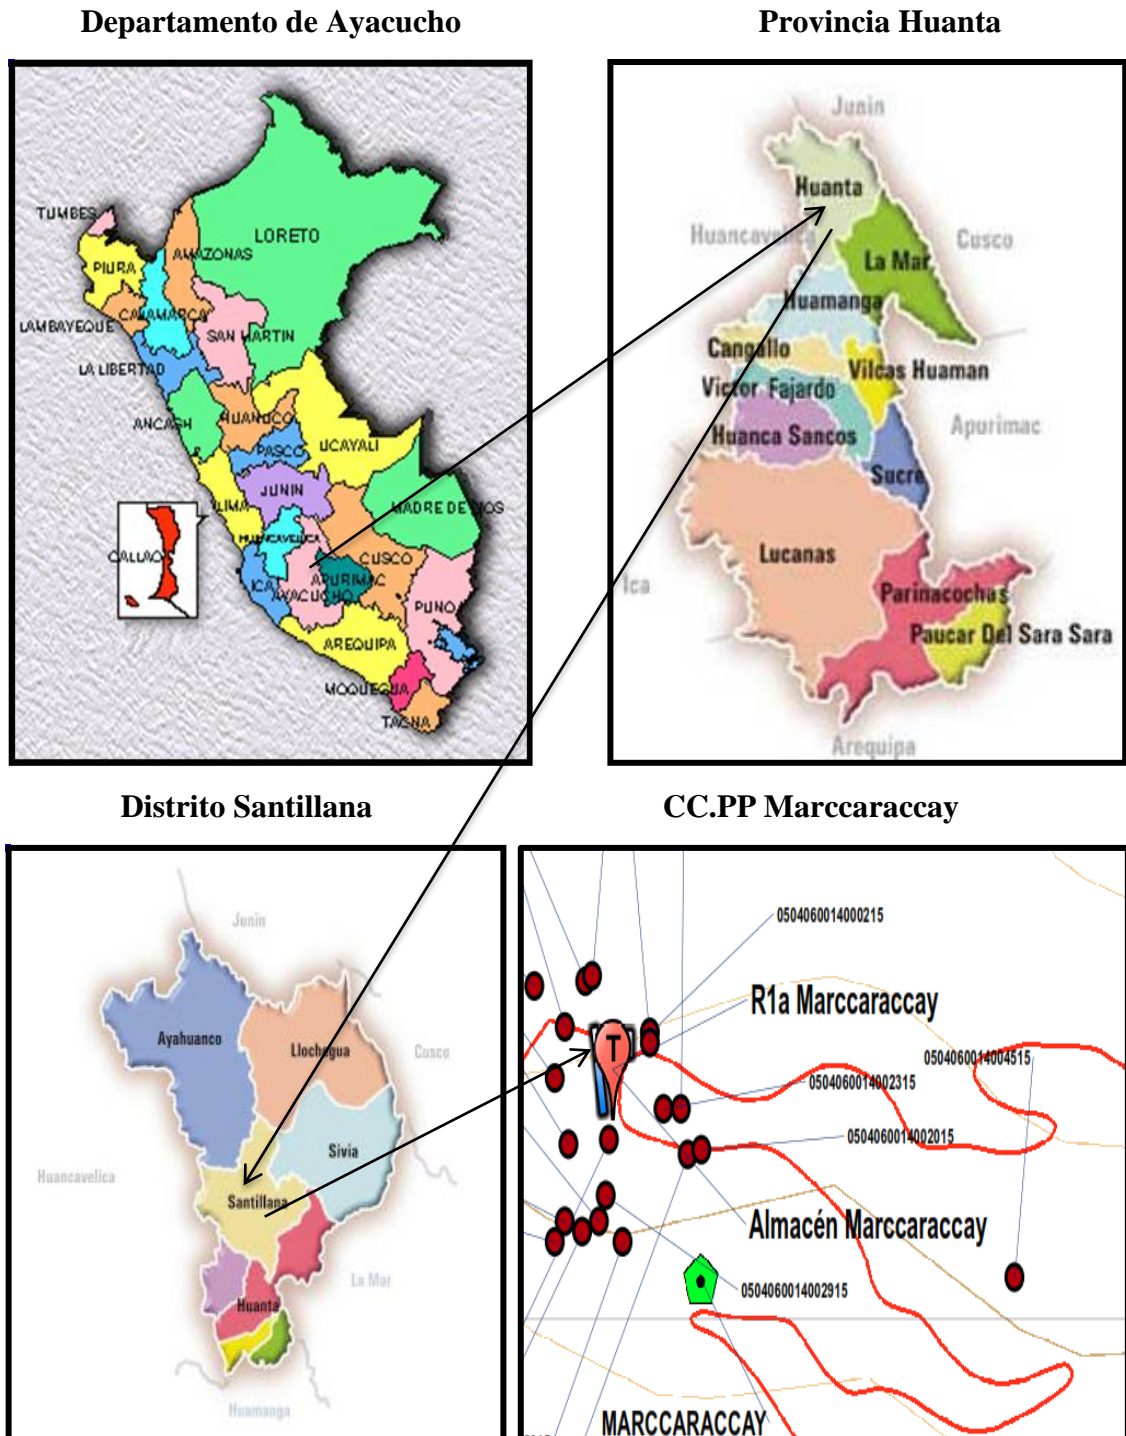 Departamento de Ayacucho
Provincia Huanta
TUMBES
PIURA
AMAZONAS
LORETO
LAMBAYEQUE
CAJAMARCA
SAN MARTIN
LA LIBERTAD
ANCASH
HUANUCO
UCAYALI
PASCO
JUNIN
LIMA
MADRE DE DIOS
HUANCAVELICA
CALLAO
CUSCO
ICA
APURIMAC
AYACUCHO
PUNO
AREQUIPA
MOQUEGUA
TACNA
Junin
Huanta
Huancavelica
Cusco
La Mar
Huamanga
Cangallo
Vilcas Huaman
Victor Fajardo
Huanca Sancos
Apurimac
Sucre
Lucanas
Ica
Parinacochas
Paucar Del Sara Sara
Arequipa
Distrito Santillana
CC.PP Marccaraccay
Junin
Ayahuanco
Llochegua
Cusco
Sivia
Huancavelica
Santillana
La Mar
Huanta
Huamanga
0504060014000215
R1a Marccaraccay
T
0504060014004515
0504060014002315
0504060014002015
Almacén Marccaraccay
0504060014002915
MARCCARACCAY